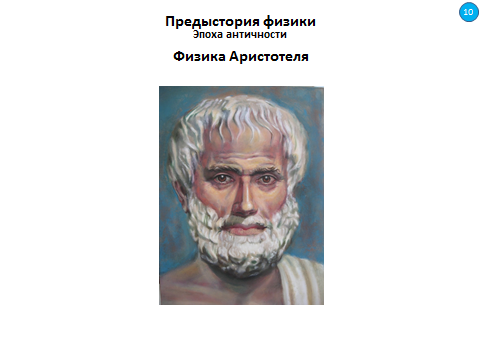 Предыстория физики
Эпоха античности
Физика Аристотеля
10